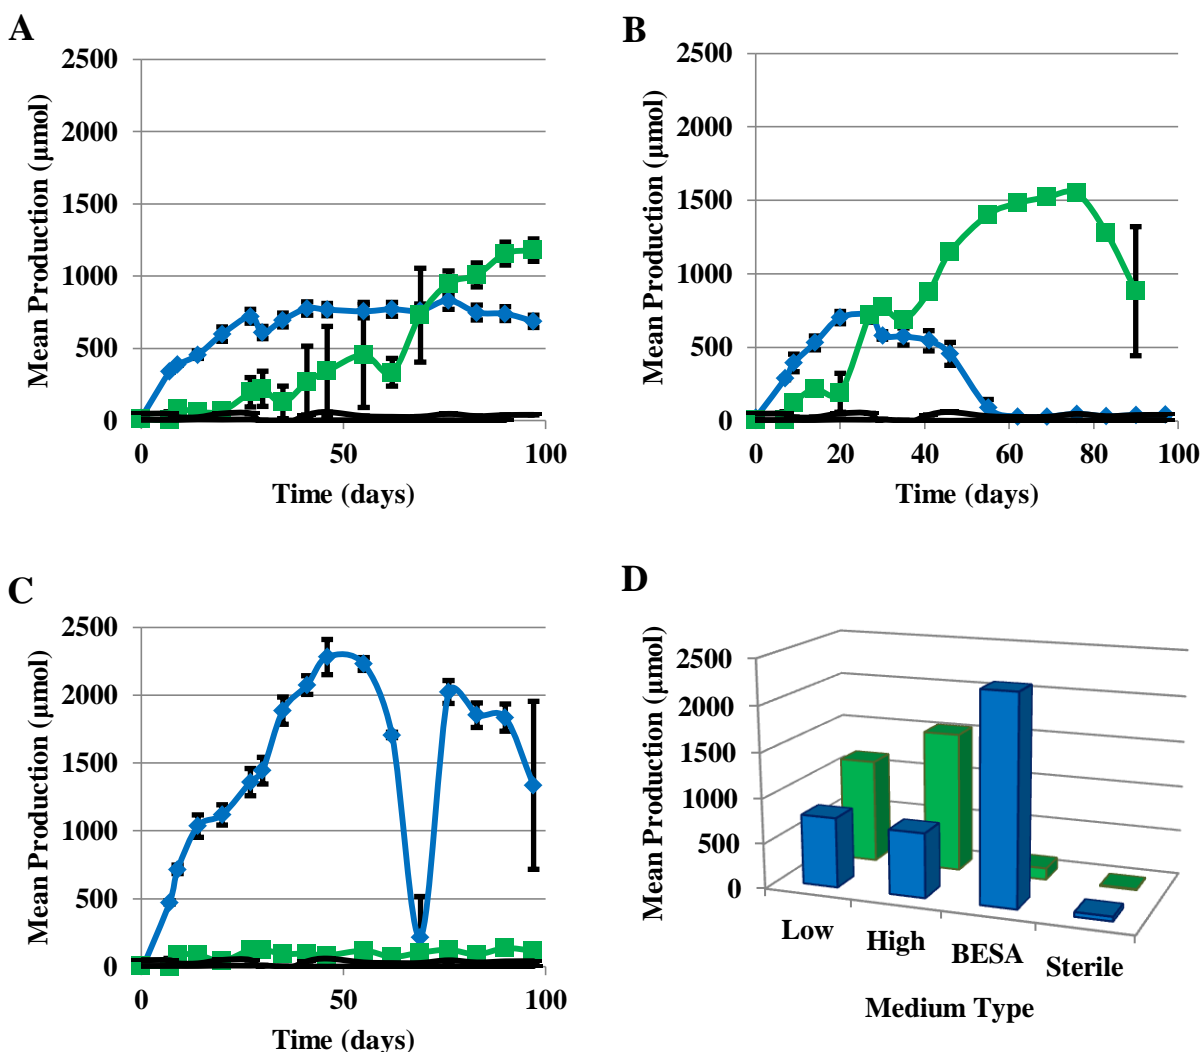 A
Mean Production (µmol)
2500
2000
1500
1000
500
0
0 50 100
Time (days)
B
Mean Production (µmol)
2500
2000
1500
1000
500
0
0 20 40 60 80 100
Time (days)
C
Mean Production (µmol)
2500
2000
1500
1000
500
0
0 50 100
Time (days)
D
Mean Production (µmol)
2500
2000
1500
1000
500
0
Low High BESA Sterile
Medium Type